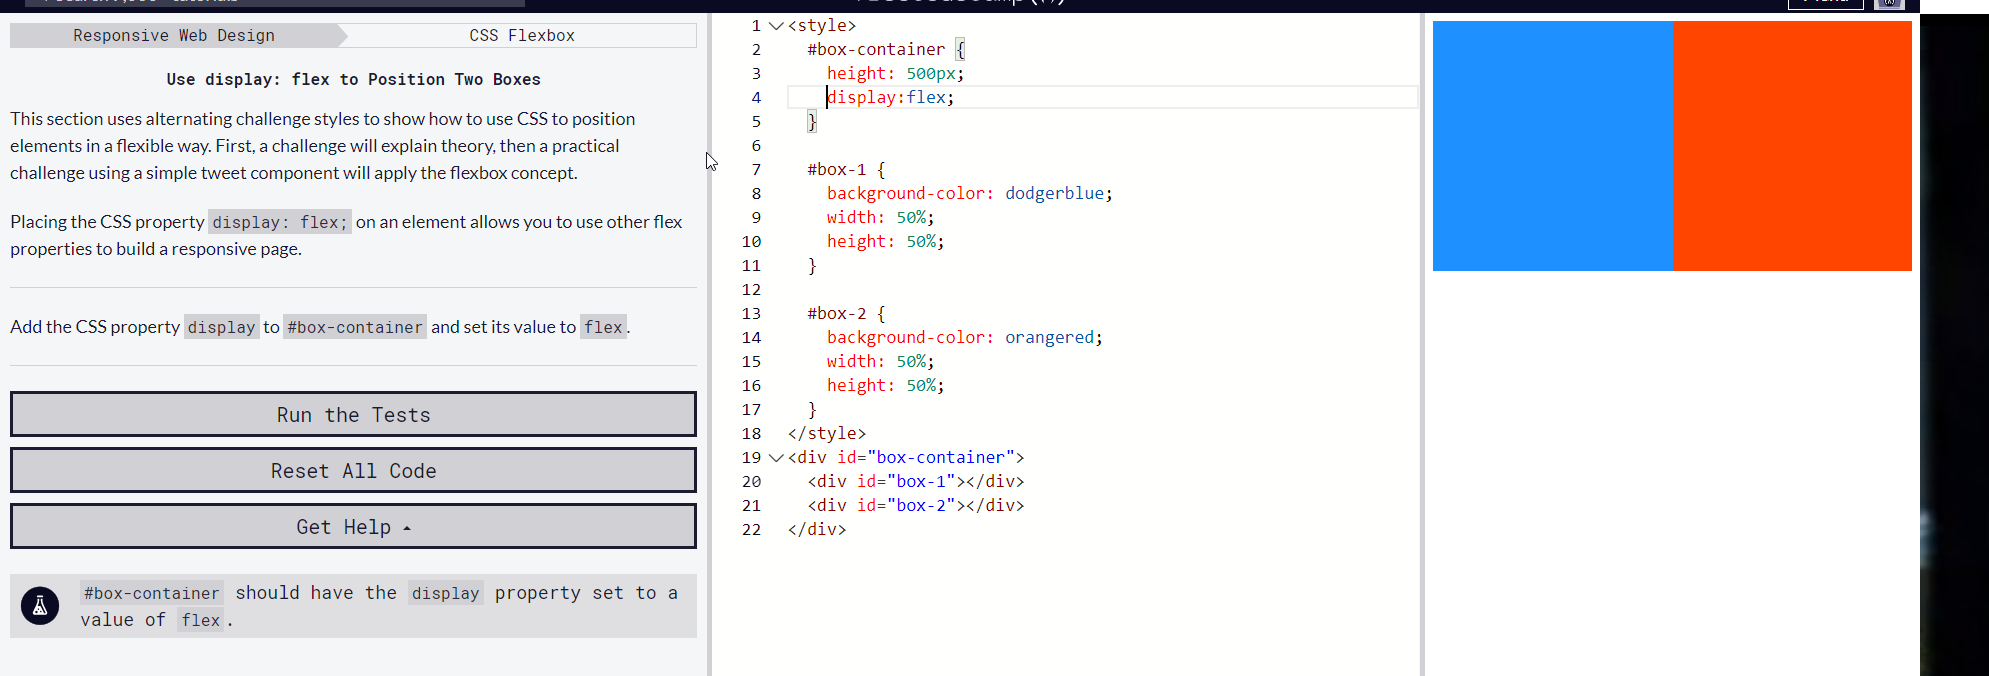 Responsive Web Design
CSS Flexbox
Use display: flex to Position Two Boxes
This section uses alternating challenge styles to show how to use CSS to position
elements in a flexible way. First, a challenge will explain theory, then a practical
challenge using a simple tweet component will apply the flexbox concept.
Placing the CSS property display: flex; on an element allows you to use other flex
properties to build a responsive page.
Add the CSS property display to #box-container and set its value to flex.
Run the Tests
Reset All Code
Get Help
#box-container should have the display property set to a
value of flex.
1 <style>
2 #box-container {
3 height: 500px;
4 display:flex;
5 }
6
7 #box-1 {
8 background-color: dodgerblue;
9 width: 50%;
10 height: 50%;
11 }
12
13 #box-2 {
14 background-color: orangered;
15 width: 50%;
16 height: 50%;
17 }
18 </style>
19 <div id="box-container">
20 <div id="box-1"></div>
21 <div id="box-2"></div>
22 </div>